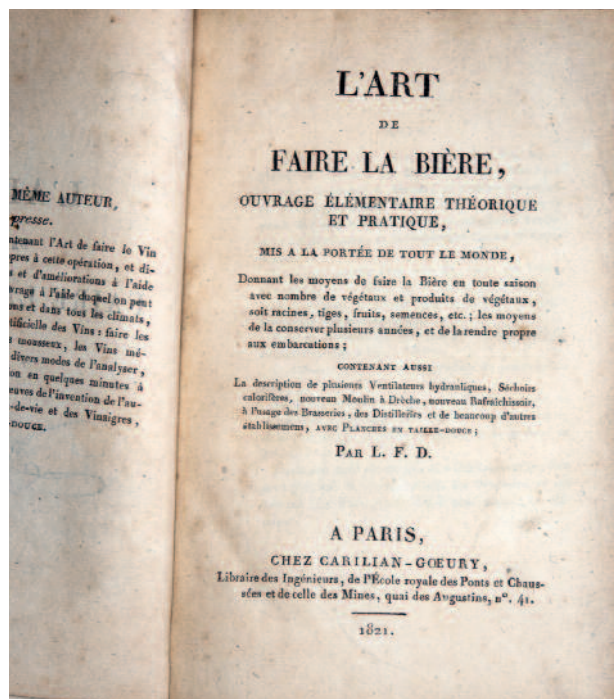 MÊME AUTEUR,
presse.
ntenant l'Art de faire le Vin
pres à cette opération, et di-
s et d'améliorations à l'aide
vrage à l'aide duquel on peut
ons et dans tous les climats,
tificielle des Vins: faire les
s mousseux, les Vins mé-
divers modes de l'analyser,
on en quelques minutes à
euves de l'invention de l'au-
-de-vie et des Vinaigres,
-DOUCE.
L'ART
DE
FAIRE LA BIÈRE,
OUVRAGE ÉLÉMENTAIRE THÉORIQUE
ET PRATIQUE,
MIS A LA PORTÉE DE TOUT LE MONDE,
Donnant les moyens de faire la Bière en toute saison
avec nombre de végétaux et produits de végétaux,
soit racines, tiges, fruits, semences, etc.; les moyens
de la conserver plusieurs années, et de la rendre propre
aux embarcations;
CONTENANT AUSSI
La description de plusieurs Ventilateurs hydrauliques, Séchoirs
calorifères, nouveau Moulin à Drèche, nouveau Rafraîchissoir,
à l'usage des Brasseries, des Distilleries et de beaucoup d'autres
établissemens, AVEC PLANCHES EN TAILLE-DOUCE;
PAR L. F. D.
A PARIS,
CHEZ CARILIAN-GŒURY,
Libraire des Ingénieurs, de l'École royale des Ponts et Chaus-
sées et de celle des Mines, quai des Augustins, n°. 41.
1821.